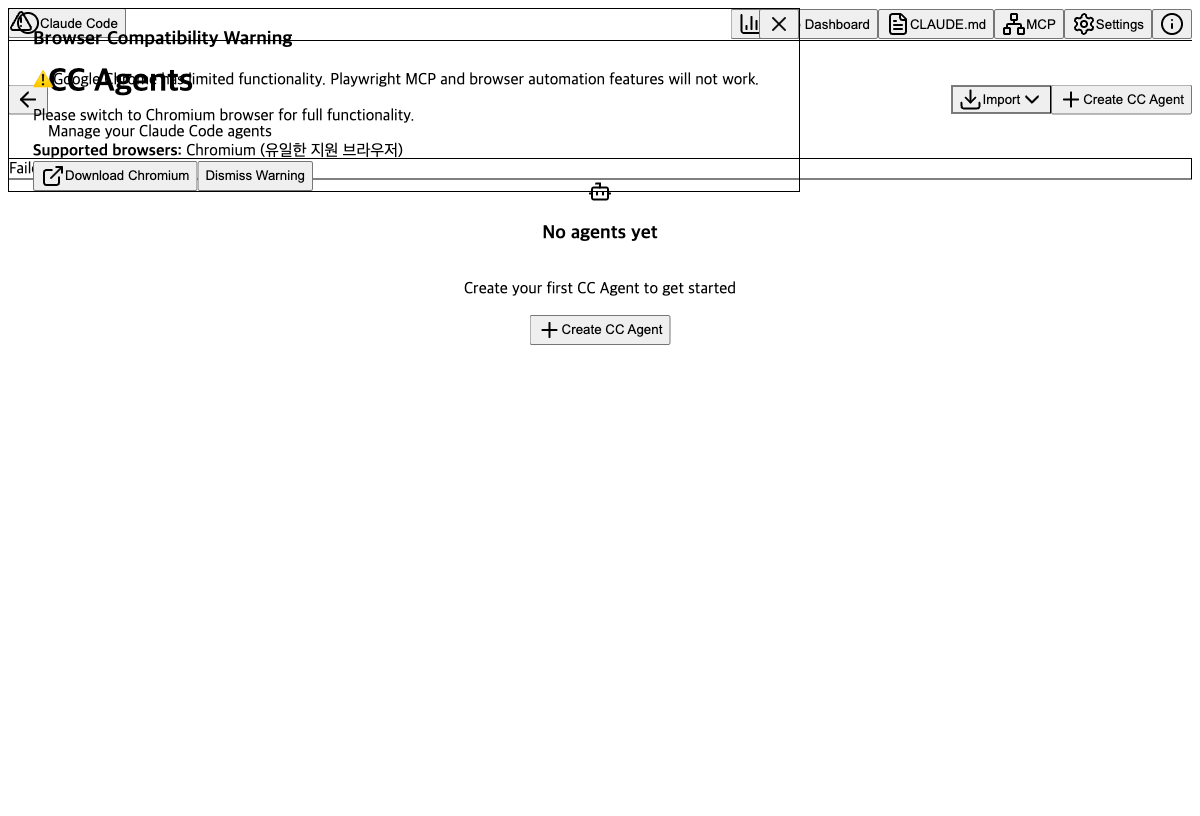 Claude Code
Dashboard
CLAUDE.md
MCP
Settings
Browser Compatibility Warning
⚠️ Google Chrome has limited functionality. Playwright MCP and browser automation features will not work.
CC Agents
Import
Create CC Agent
Please switch to Chromium browser for full functionality.
Manage your Claude Code agents
Supported browsers: Chromium (유일한 지원 브라우저)
Download Chromium
Dismiss Warning
No agents yet
Create your first CC Agent to get started
Create CC Agent